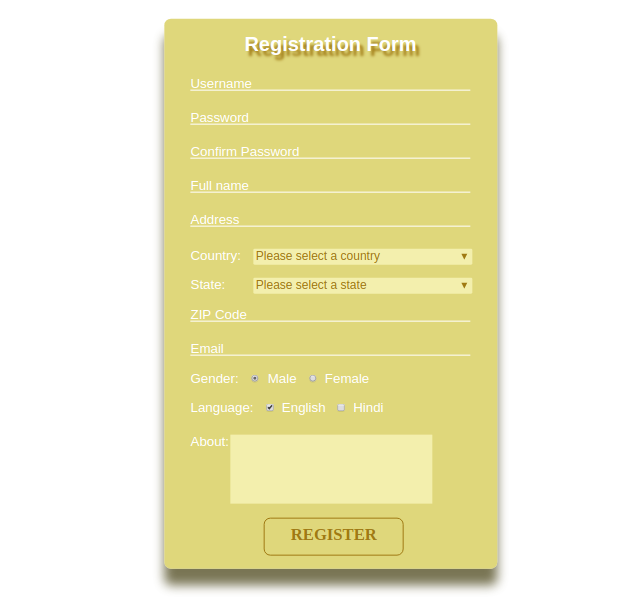 Registration Form
Username
Password
Confirm Password
Full name
Address
Country: Please select a country
State: Please select a state
ZIP Code
Email
Gender: Male Female
Language: English Hindi
About:
REGISTER